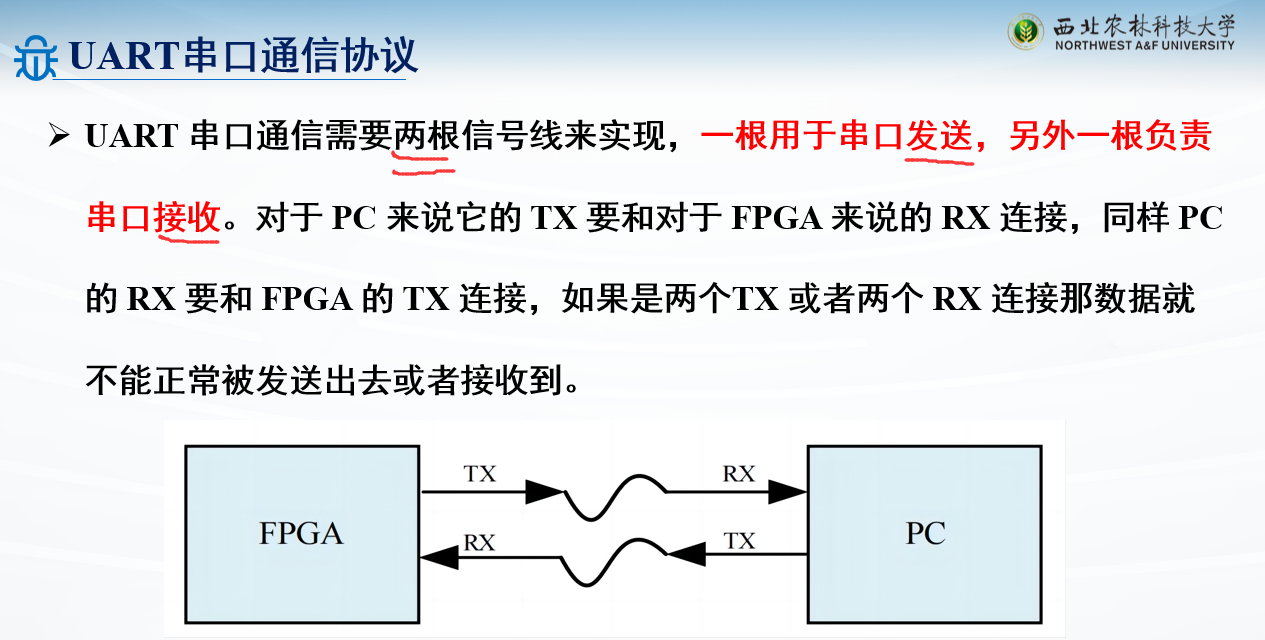 UART串口通信协议
西北农林科技大学
NORTHWEST A&F UNIVERSITY
➢ UART 串口通信需要两根信号线来实现，一根用于串口发送，另外一根负责
串口接收。对于 PC 来说它的 TX 要和对于 FPGA 来说的 RX 连接，同样 PC
的 RX 要和 FPGA 的 TX 连接，如果是两个TX 或者两个 RX 连接那数据就
不能正常被发送出去或者接收到。
TX
RX
FPGA
PC
RX
TX